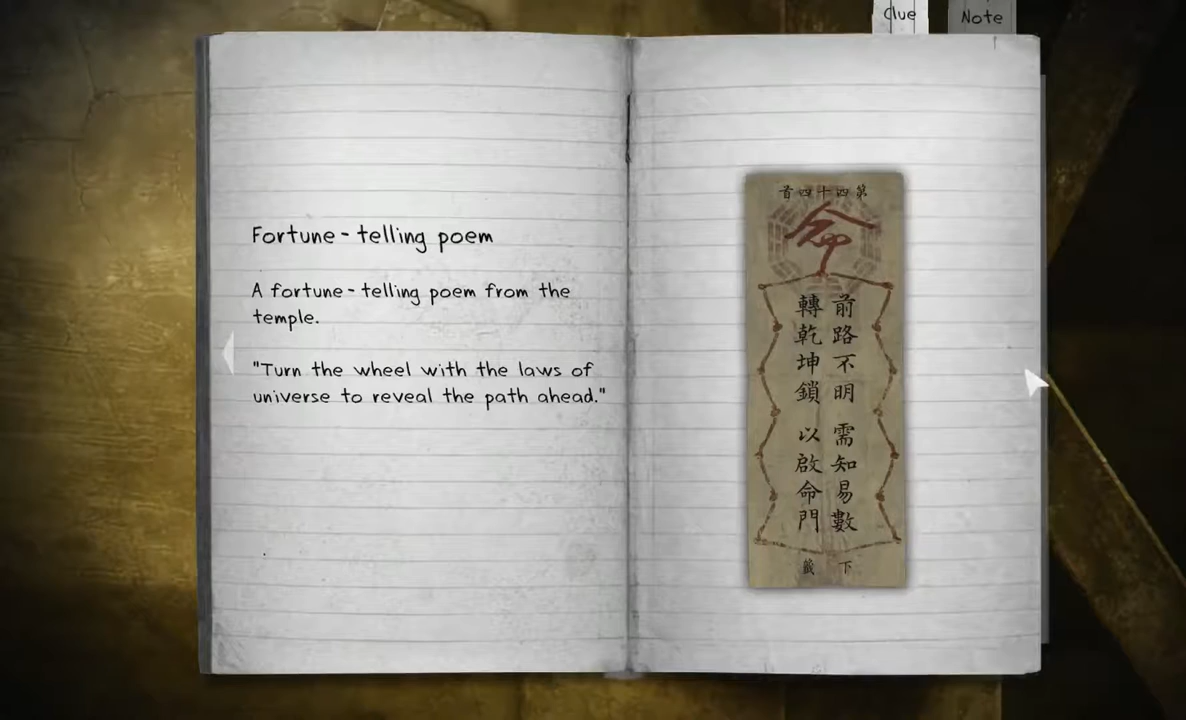 Clue
Note
Fortune-telling poem
A fortune-telling poem from the
temple.
"Turn the wheel with the laws of
universe to reveal the path ahead."
第四十四首
命
前路不明 需知易數
轉乾坤鎖 以啟命門
下籤